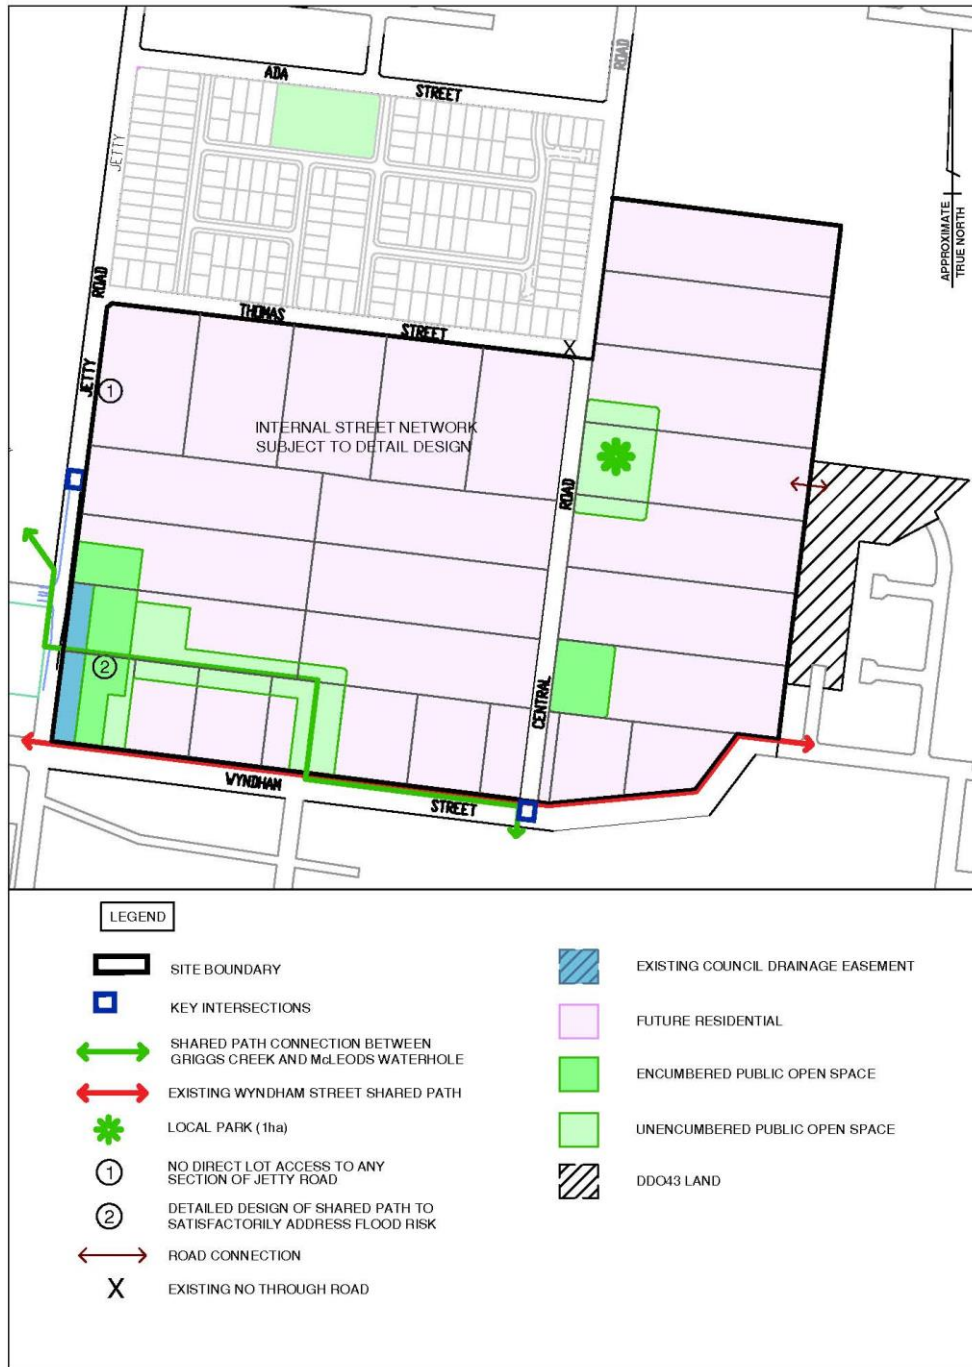 ROAD
ADA
STREET
JETTY
APPROXIMATE
TRUE NORTH
ROAD
THOMAS
STREET
X
JETTY
1
INTERNAL STREET NETWORK
SUBJECT TO DETAIL DESIGN
ROAD
2
CENTRAL
WYNDHAM
STREET
LEGEND
SITE BOUNDARY
KEY INTERSECTIONS
SHARED PATH CONNECTION BETWEEN
GRIGGS CREEK AND McLEODS WATERHOLE
EXISTING WYNDHAM STREET SHARED PATH
LOCAL PARK (1ha)
1
NO DIRECT LOT ACCESS TO ANY
SECTION OF JETTY ROAD
2
DETAILED DESIGN OF SHARED PATH TO
SATISFACTORILY ADDRESS FLOOD RISK
ROAD CONNECTION
X
EXISTING NO THROUGH ROAD
EXISTING COUNCIL DRAINAGE EASEMENT
FUTURE RESIDENTIAL
ENCUMBERED PUBLIC OPEN SPACE
UNENCUMBERED PUBLIC OPEN SPACE
DDO43 LAND